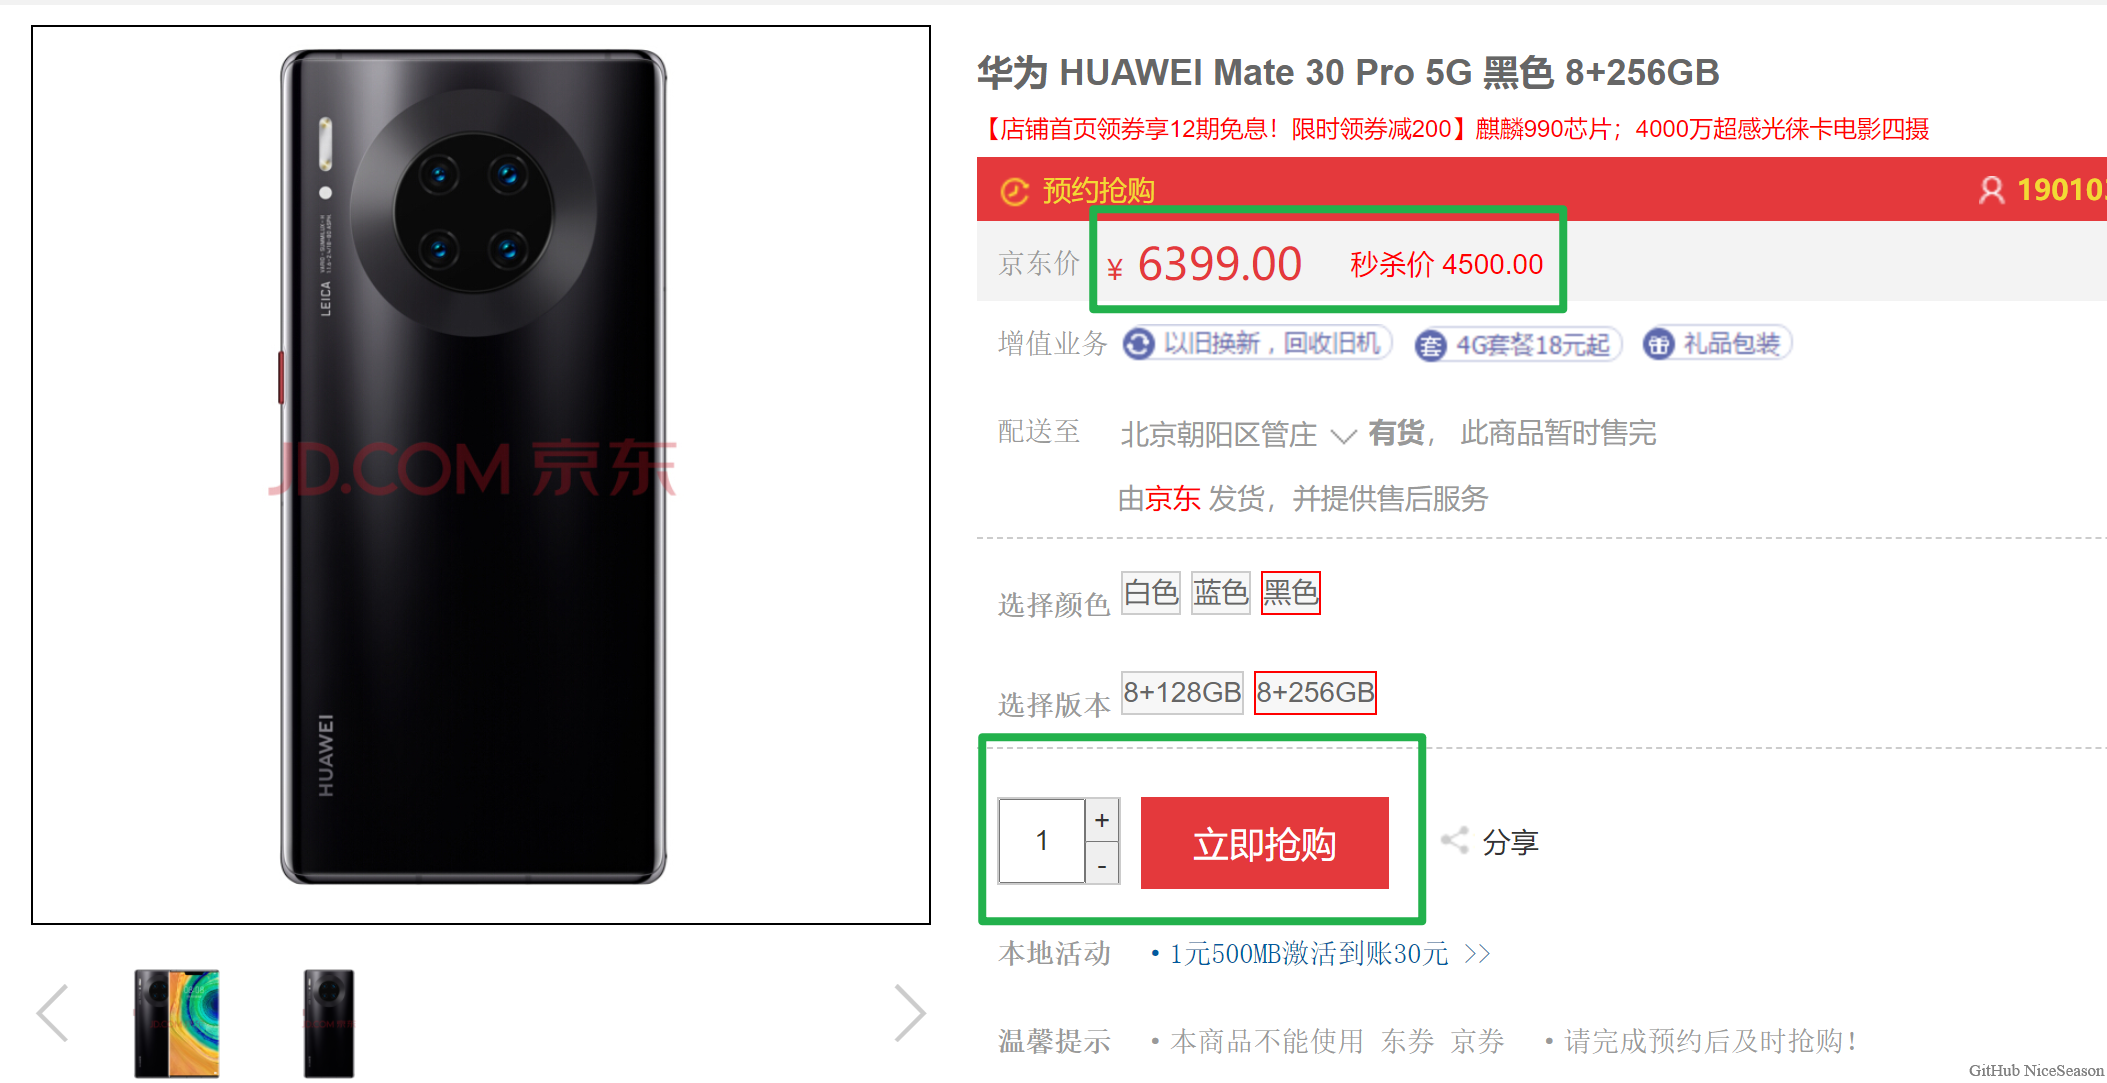 华为 HUAWEI Mate 30 Pro 5G 黑色 8+256GB
【店铺首页领券享12期免息！限时领券减200】麒麟990芯片；4000万超感光徕卡电影四摄
预约抢购
190103
京东价
¥ 6399.00 秒杀价 4500.00
增值业务
以旧换新，回收旧机
套 4G套餐18元起
礼品包装
配送至
北京朝阳区管庄 有货， 此商品暂时售完
由京东 发货，并提供售后服务
选择颜色 白色 蓝色 黑色
选择版本 8+128GB 8+256GB
1 + -
立即抢购
分享
本地活动 •1元500MB激活到账30元 >>
温馨提示 •本商品不能使用 东券 京券 •请完成预约后及时抢购！
LEICA
JD.COM 京东
HUAWEI
GitHub NiceSeason